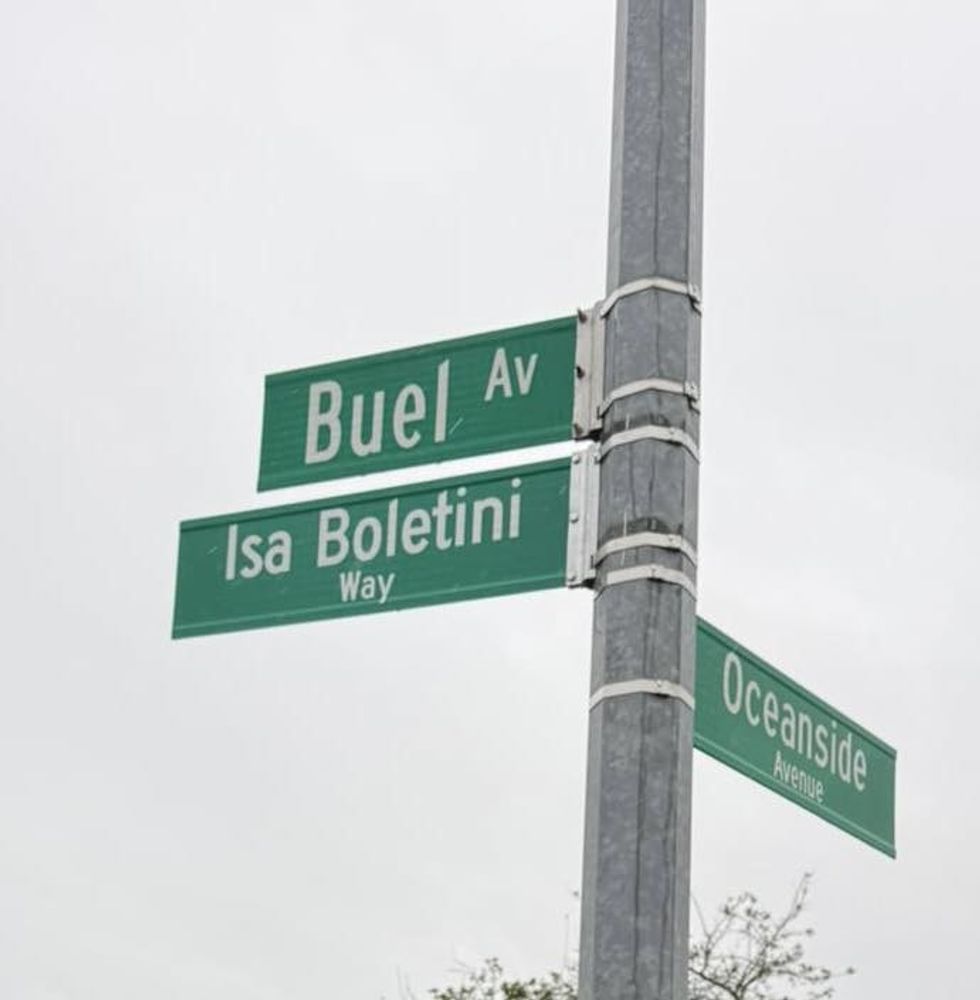 Buel Av
Isa Boletini
Way
Oceanside
Avenue